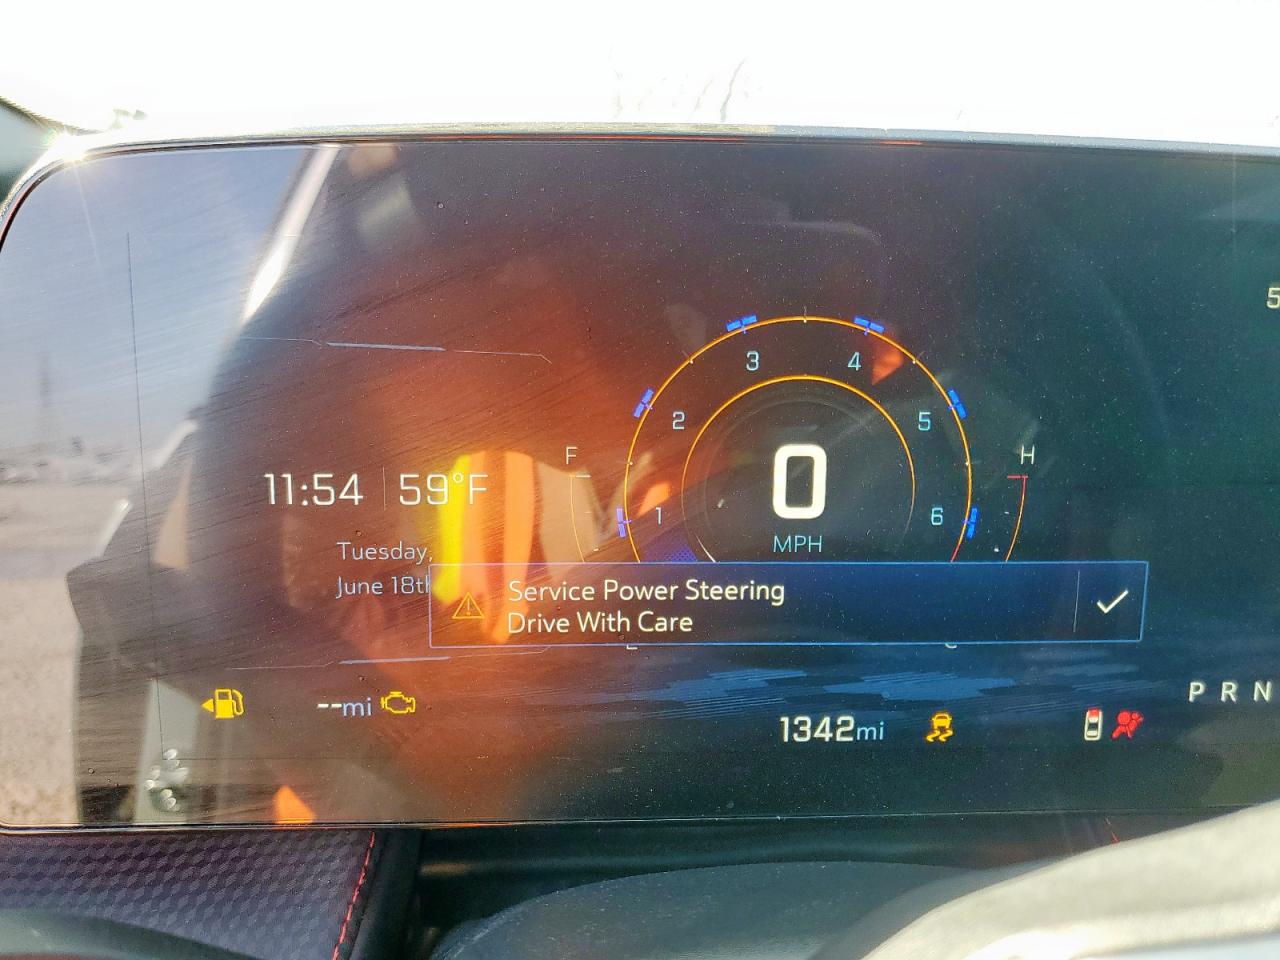 5
3 4
2 5
F H
11:54 59°F
0
1 6
MPH
Tuesday,
June 18th
Service Power Steering
Drive With Care
P R N
--mi
1342mi